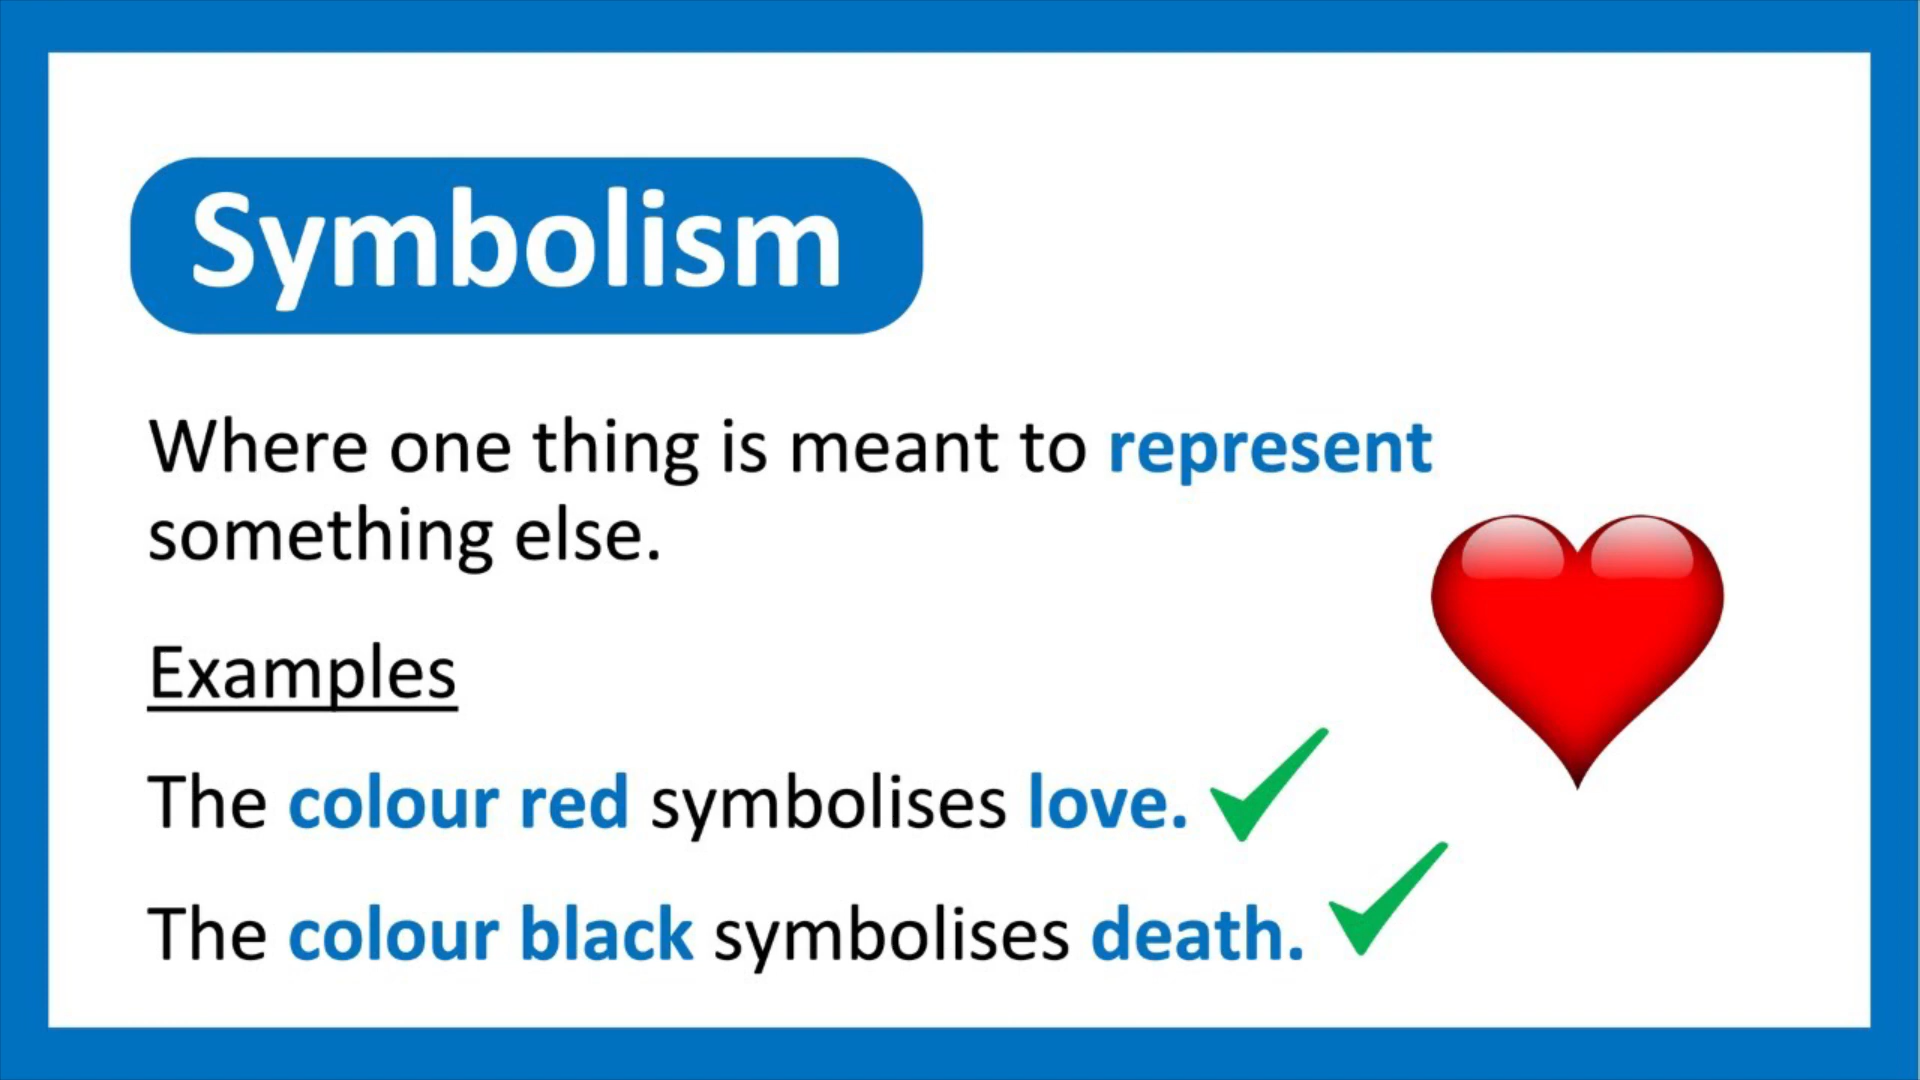 Symbolism
Where one thing is meant to represent
something else.
Examples
The colour red symbolises love.
The colour black symbolises death.